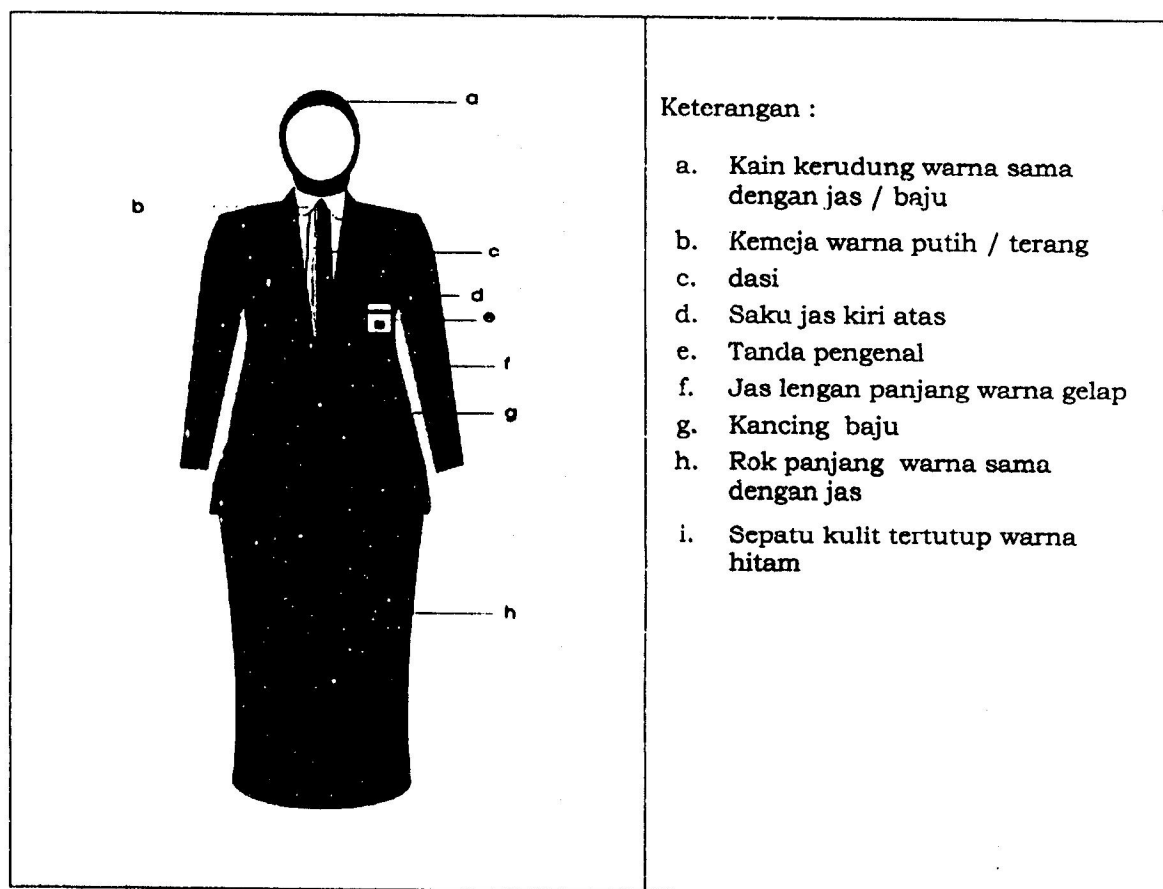 a
b
c
d
e
f
g
h
Keterangan :
a. Kain kerudung warna sama
dengan jas / baju
b. Kemeja warna putih / terang
c. dasi
d. Saku jas kiri atas
e. Tanda pengenal
f. Jas lengan panjang warna gelap
g. Kancing baju
h. Rok panjang warna sama
dengan jas
i. Sepatu kulit tertutup warna
hitam